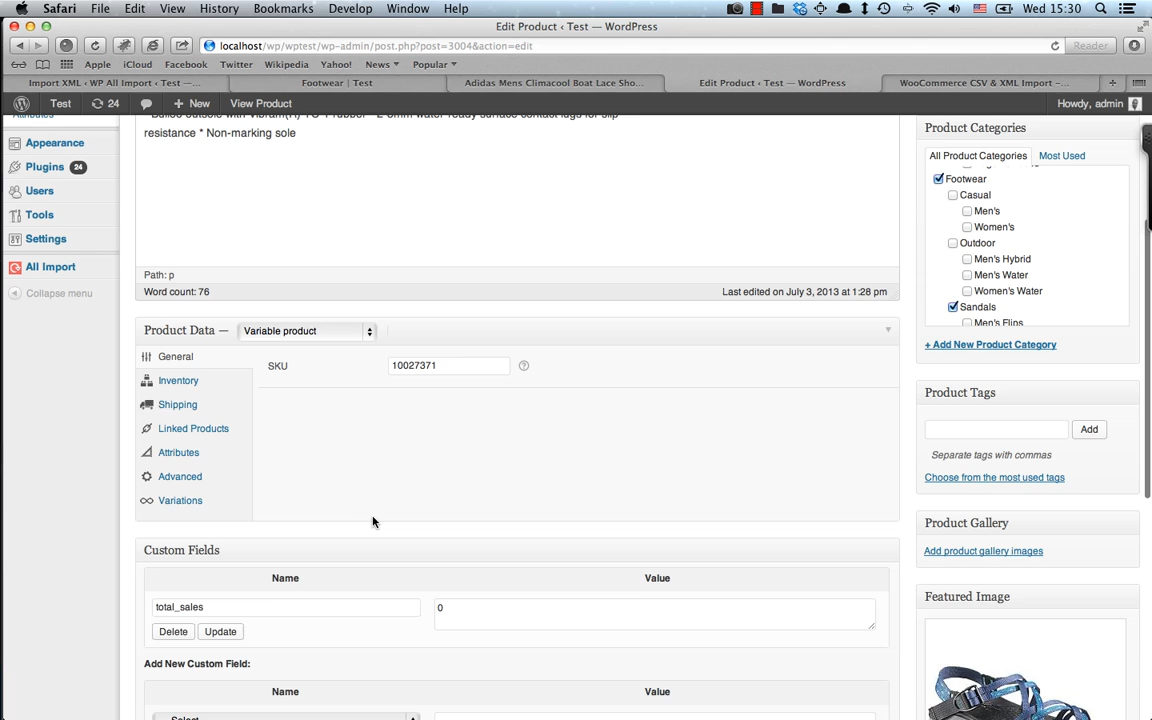 Safari File Edit View History Bookmarks Develop Window Help Wed 15:30
Edit Product ‹ Test — WordPress
localhost/wp/wptest/wp-admin/post.php?post=3004&action=edit Reader
Apple iCloud Facebook Twitter Wikipedia Yahoo! News Popular
Import XML ‹ WP All Import ‹ Test —... Footwear | Test Adidas Mens Climacool Boat Lace Sho... Edit Product ‹ Test — WordPress WooCommerce CSV & XML Import –...
Test 24 + New View Product Howdy, admin
Attributes
Appearance
Plugins 24
Users
Tools
Settings
All Import
Collapse menu
resistance * Non-marking sole
Path: p
Word count: 76 Last edited on July 3, 2013 at 1:28 pm
Product Data — Variable product
General
Inventory
Shipping
Linked Products
Attributes
Advanced
Variations
SKU 10027371
Custom Fields
Name Value
total_sales 0
Delete Update
Add New Custom Field:
Name Value
Product Categories
All Product Categories Most Used
Footwear
Casual
Men's
Women's
Outdoor
Men's Hybrid
Men's Water
Women's Water
Sandals
Men's Flips
+ Add New Product Category
Product Tags
Add
Separate tags with commas
Choose from the most used tags
Product Gallery
Add product gallery images
Featured Image